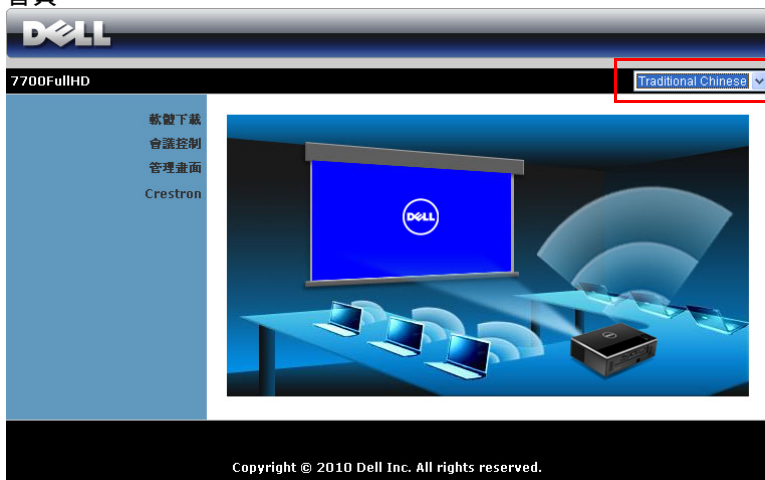 首頁
DELL
7700FullHD
Traditional Chinese
軟體下載
會議控制
管理畫面
Crestron
DELL
Copyright © 2010 Dell Inc. All rights reserved.